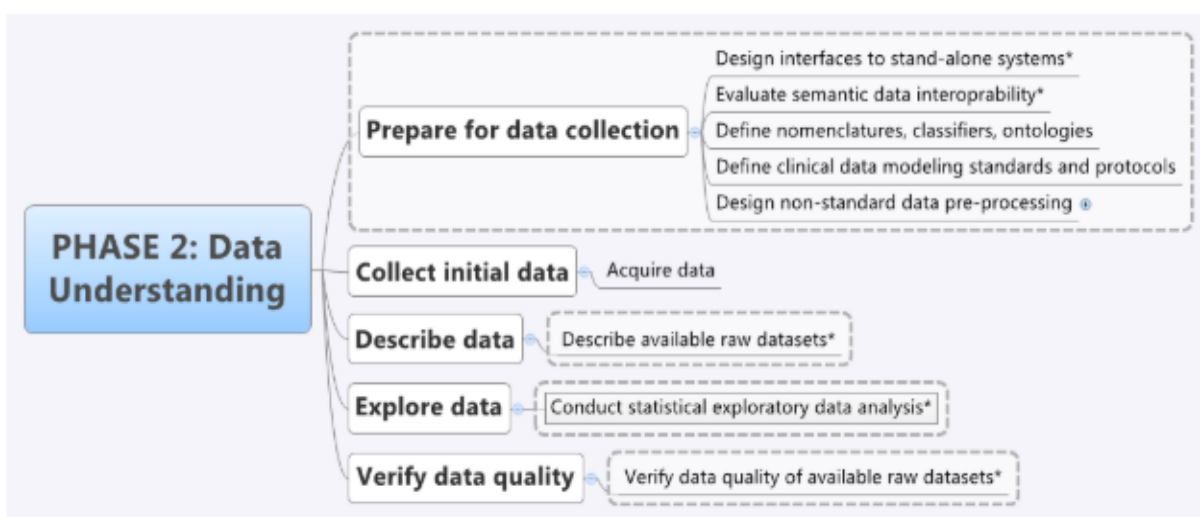 Design interfaces to stand-alone systems*
Evaluate semantic data interoprability*
Prepare for data collection
Define nomenclatures, classifiers, ontologies
Define clinical data modeling standards and protocols
Design non-standard data pre-processing
PHASE 2: Data
Understanding
Collect initial data
Acquire data
Describe data
Describe available raw datasets*
Explore data
Conduct statistical exploratory data analysis*
Verify data quality
Verify data quality of available raw datasets*